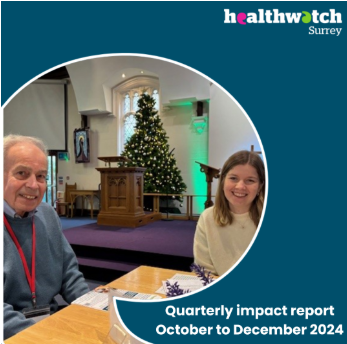 healthwatch
Surrey
Quarterly impact report
October to December 2024